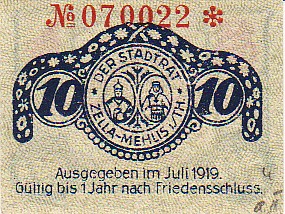 № 070022 *
DER STADTRAT
10 10
ZELLA-MEHLIS i/TH.
Ausgegeben im Juli 1919.
Gültig bis 1 Jahr nach Friedensschluss.